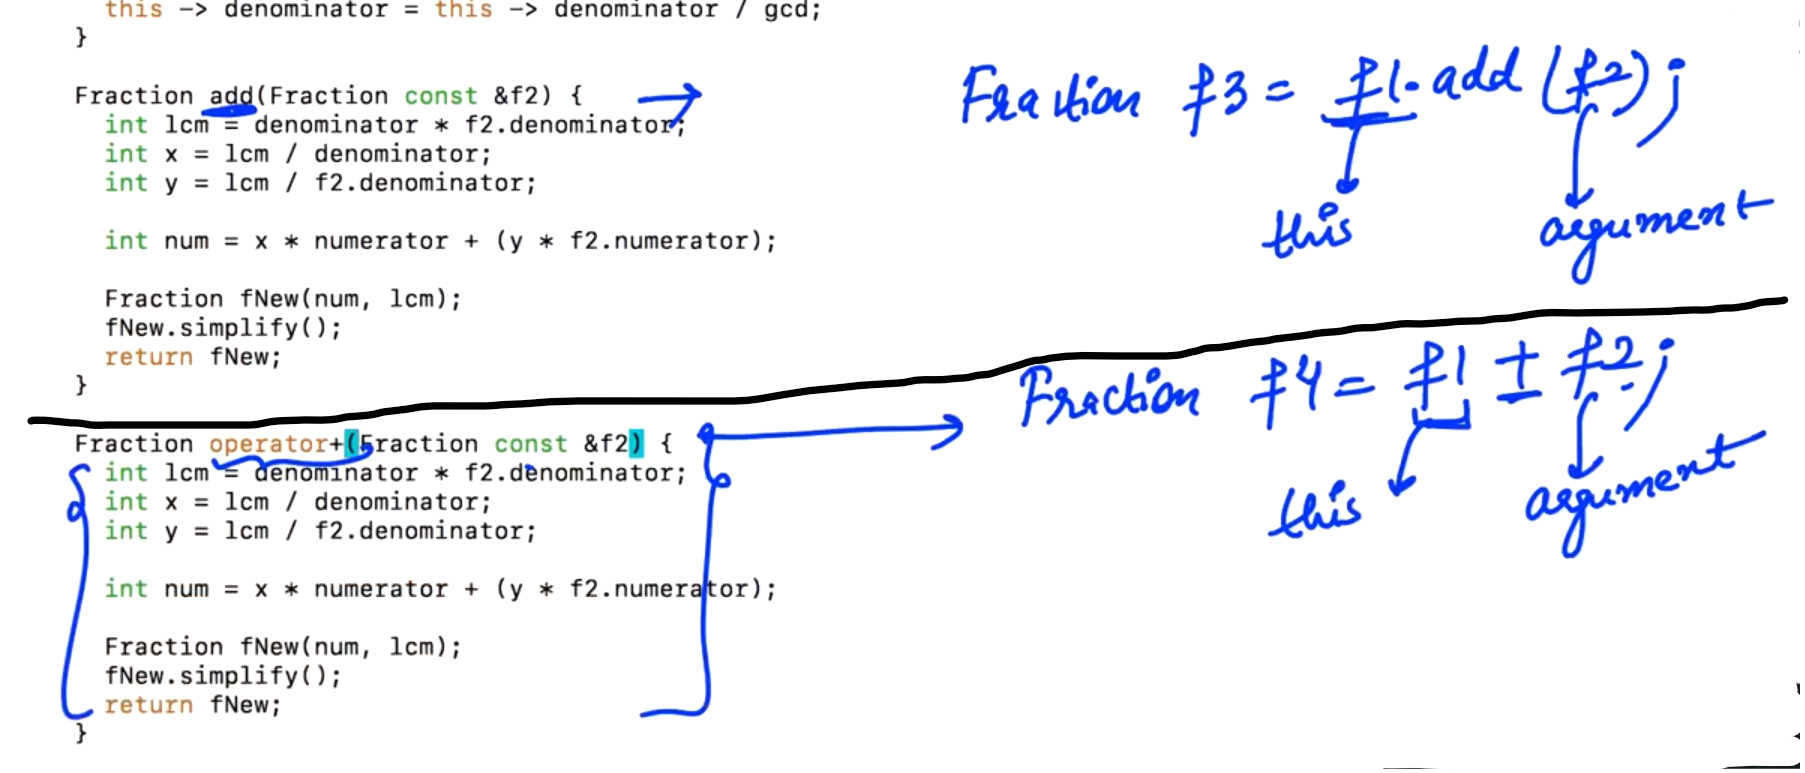 this -> denominator = this -> denominator / gcd;
}
Fraction add(Fraction const &f2) {
int lcm = denominator * f2.denominator;
int x = lcm / denominator;
int y = lcm / f2.denominator;
int num = x * numerator + (y * f2.numerator);
Fraction fNew(num, lcm);
fNew.simplify();
return fNew;
}
Fraction f3 = f1.add(f2);
this
argument
Fraction operator+(Fraction const &f2) {
int lcm = denominator * f2.denominator;
int x = lcm / denominator;
int y = lcm / f2.denominator;
int num = x * numerator + (y * f2.numerator);
Fraction fNew(num, lcm);
fNew.simplify();
return fNew;
}
Fraction f4 = f1 + f2;
this
argument